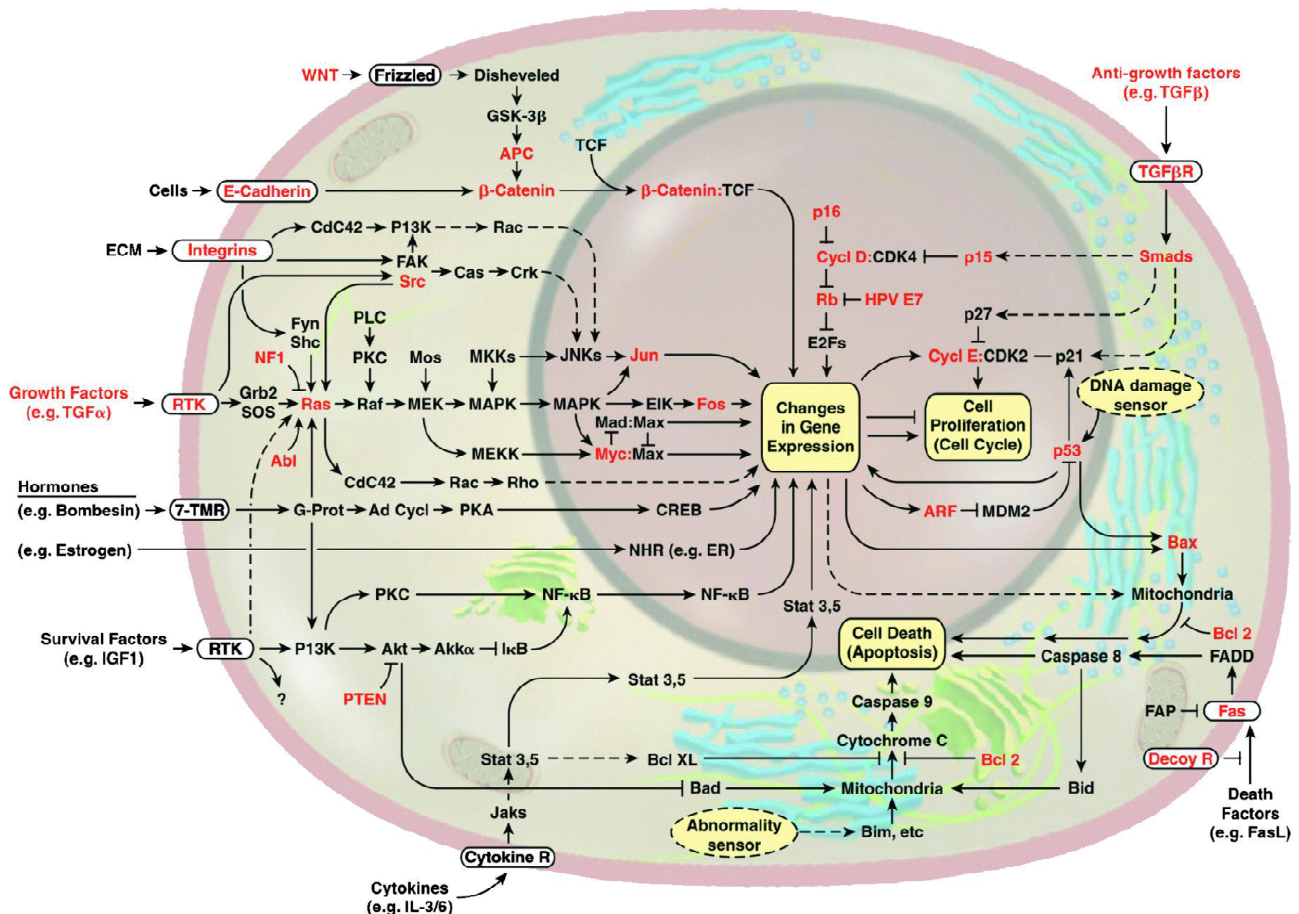 WNT
Frizzled
Disheveled
GSK-3β
APC
TCF
Anti-growth factors
(e.g. TGFβ)
TGFβR
Cells
E-Cadherin
β-Catenin
β-Catenin:TCF
p16
ECM
Integrins
CdC42
P13K
Rac
FAK
Src
Cas
Crk
Cycl D:CDK4
p15
Smads
Rb
HPV E7
p27
E2Fs
Fyn
Shc
PLC
NF1
PKC
Mos
MKKs
JNKs
Jun
Cycl E:CDK2
p21
DNA damage
sensor
Growth Factors
(e.g. TGFα)
RTK
Grb2
SOS
Ras
Raf
MEK
MAPK
MAPK
ElK
Fos
Mad:Max
Myc:Max
MEKK
Abl
Changes
in Gene
Expression
Cell
Proliferation
(Cell Cycle)
p53
CdC42
Rac
Rho
Hormones
(e.g. Bombesin)
7-TMR
G-Prot
Ad Cycl
PKA
CREB
ARF
MDM2
(e.g. Estrogen)
NHR (e.g. ER)
Bax
PKC
NF-κB
NF-κB
Stat 3,5
Mitochondria
Survival Factors
(e.g. IGF1)
RTK
P13K
Akt
Akkα
IκB
Cell Death
(Apoptosis)
Bcl 2
Caspase 8
FADD
?
PTEN
Stat 3,5
Caspase 9
FAP
Fas
Cytochrome C
Stat 3,5
Bcl XL
Bcl 2
Decoy R
Bad
Mitochondria
Bid
Death
Factors
(e.g. FasL)
Jaks
Abnormality
sensor
Bim, etc
Cytokine R
Cytokines
(e.g. IL-3/6)